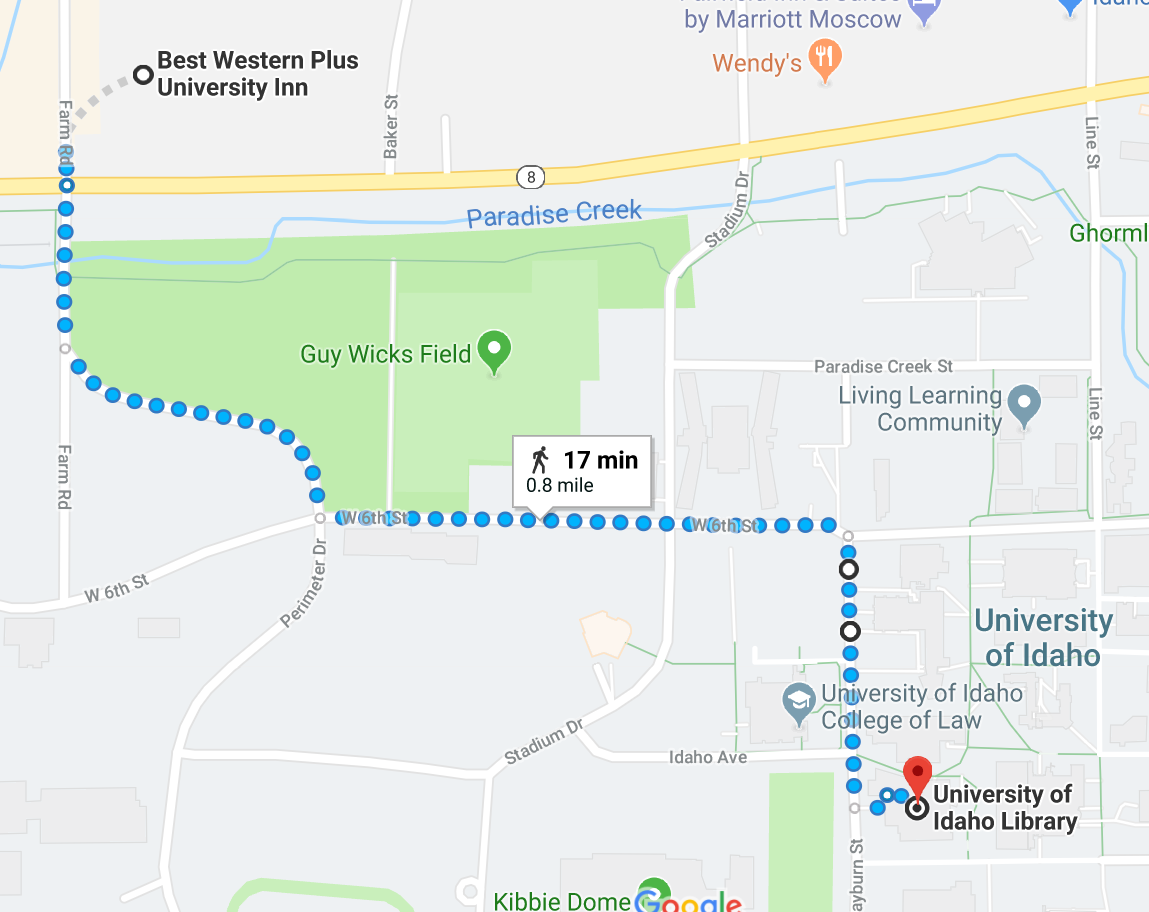 by Marriott Moscow
Best Western Plus
University Inn
Wendy's
Farm Rd
Baker St
Line St
8
Paradise Creek
Stadium Dr
Guy Wicks Field
Paradise Creek St
Living Learning
Community
Line St
17 min
0.8 mile
Farm Rd
W 6th St
W 6th St
W 6th St
Perimeter Dr
University
of Idaho
University of Idaho
College of Law
Stadium Dr
Idaho Ave
University of
Idaho Library
Kibbie Dome
Google